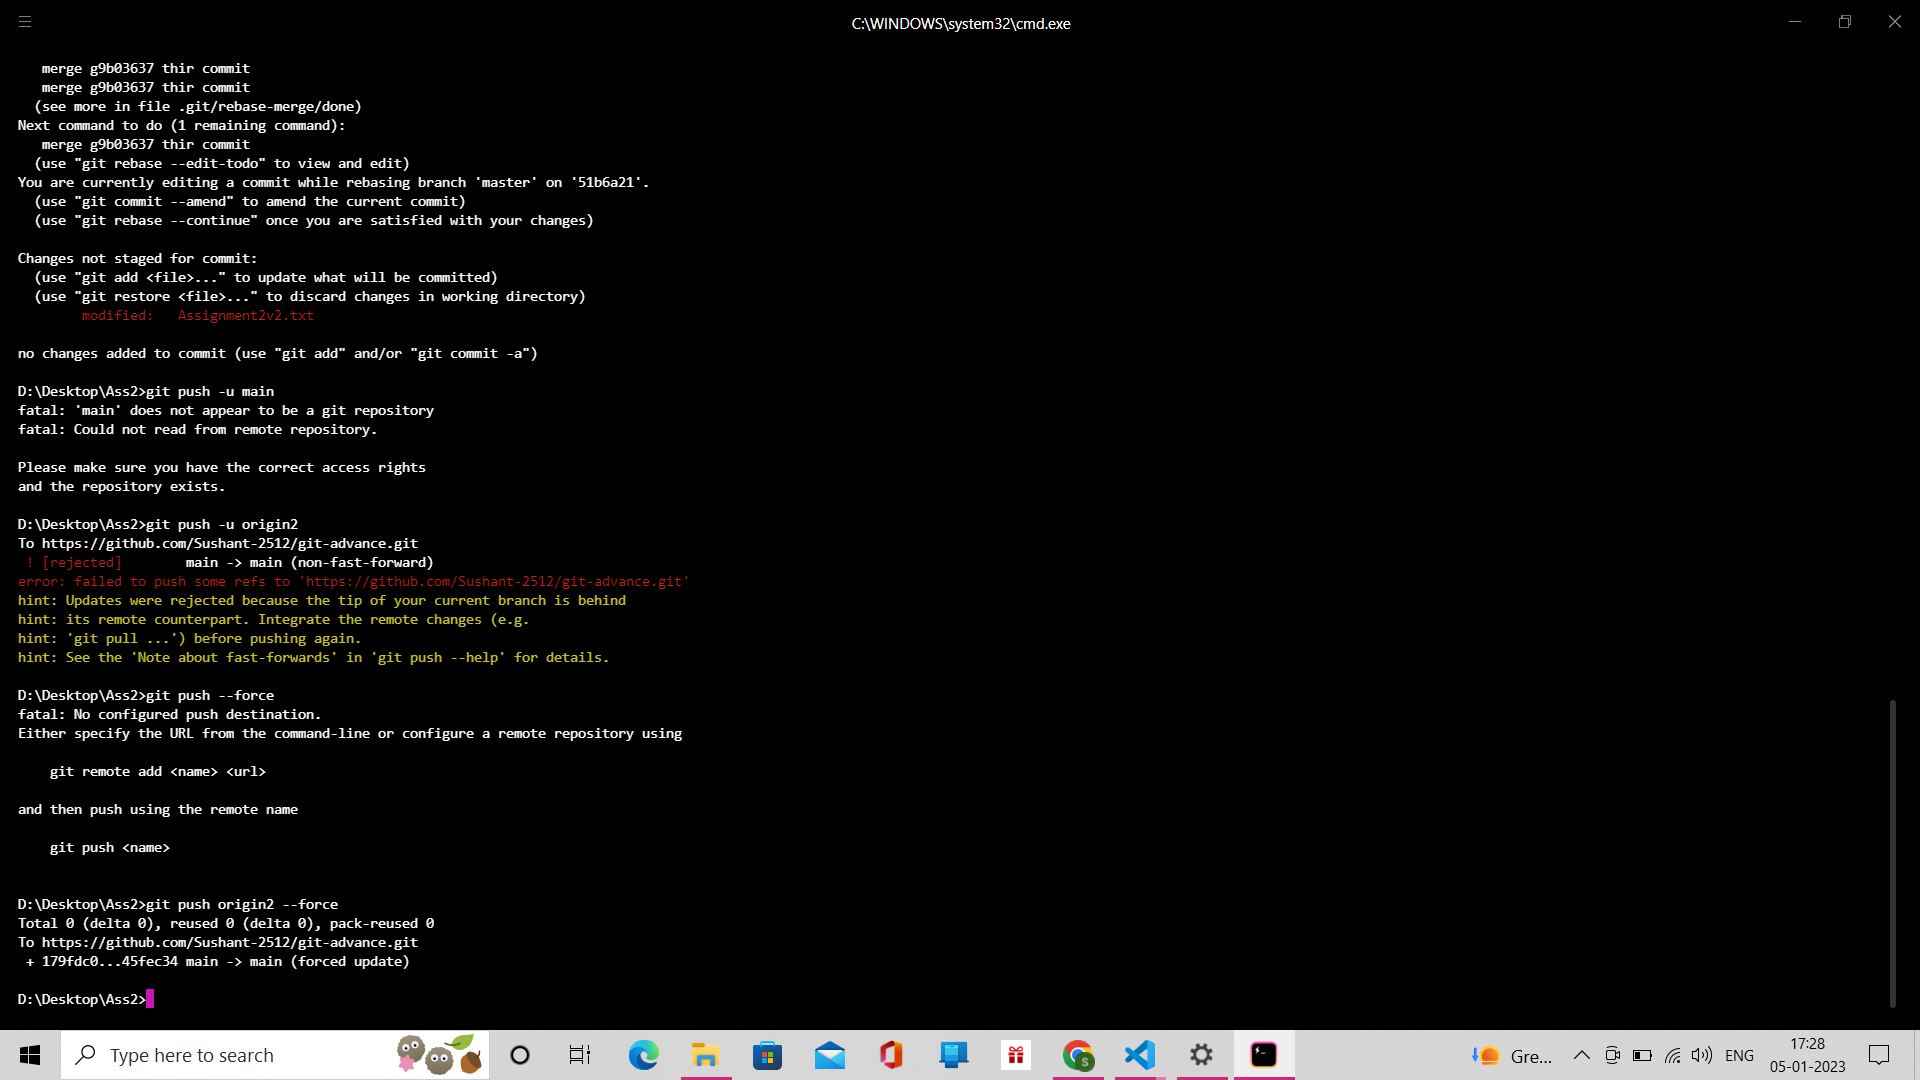 C:\WINDOWS\system32\cmd.exe
merge g9b03637 thir commit
merge g9b03637 thir commit
(see more in file .git/rebase-merge/done)
Next command to do (1 remaining command):
merge g9b03637 thir commit
(use "git rebase --edit-todo" to view and edit)
You are currently editing a commit while rebasing branch 'master' on '51b6a21'.
(use "git commit --amend" to amend the current commit)
(use "git rebase --continue" once you are satisfied with your changes)
Changes not staged for commit:
(use "git add <file>..." to update what will be committed)
(use "git restore <file>..." to discard changes in working directory)
modified:   Assignment2v2.txt
no changes added to commit (use "git add" and/or "git commit -a")
D:\Desktop\Ass2>git push -u main
fatal: 'main' does not appear to be a git repository
fatal: Could not read from remote repository.
Please make sure you have the correct access rights
and the repository exists.
D:\Desktop\Ass2>git push -u origin2
To https://github.com/Sushant-2512/git-advance.git
! [rejected]        main -> main (non-fast-forward)
error: failed to push some refs to 'https://github.com/Sushant-2512/git-advance.git'
hint: Updates were rejected because the tip of your current branch is behind
hint: its remote counterpart. Integrate the remote changes (e.g.
hint: 'git pull ...') before pushing again.
hint: See the 'Note about fast-forwards' in 'git push --help' for details.
D:\Desktop\Ass2>git push --force
fatal: No configured push destination.
Either specify the URL from the command-line or configure a remote repository using
git remote add <name> <url>
and then push using the remote name
git push <name>
D:\Desktop\Ass2>git push origin2 --force
Total 0 (delta 0), reused 0 (delta 0), pack-reused 0
To https://github.com/Sushant-2512/git-advance.git
+ 179fdc0...45fec34 main -> main (forced update)
D:\Desktop\Ass2>
Type here to search
Gre...
ENG
17:28
05-01-2023